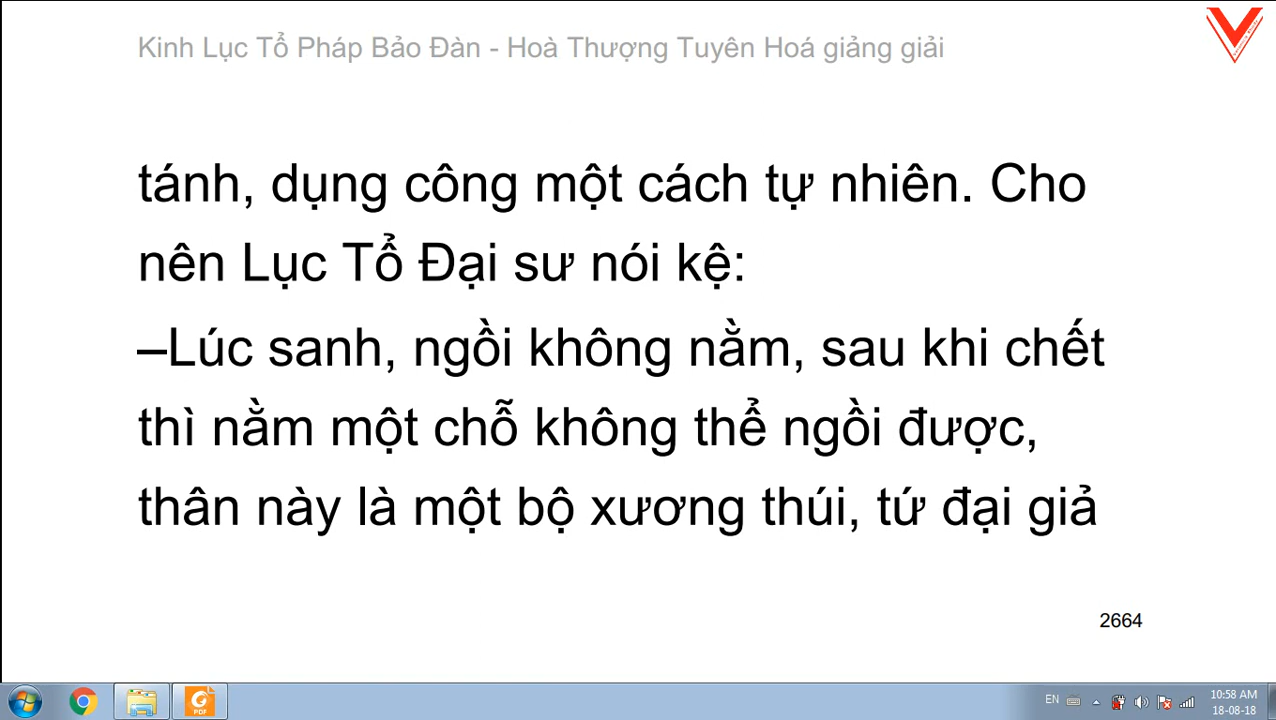 Kinh Lục Tổ Pháp Bảo Đàn - Hoà Thượng Tuyên Hoá giảng giải
tánh, dụng công một cách tự nhiên. Cho
nên Lục Tổ Đại sư nói kệ:
–Lúc sanh, ngồi không nằm, sau khi chết
thì nằm một chỗ không thể ngồi được,
thân này là một bộ xương thúi, tứ đại giả
2664
PDF
EN
10:58 AM
18-08-18